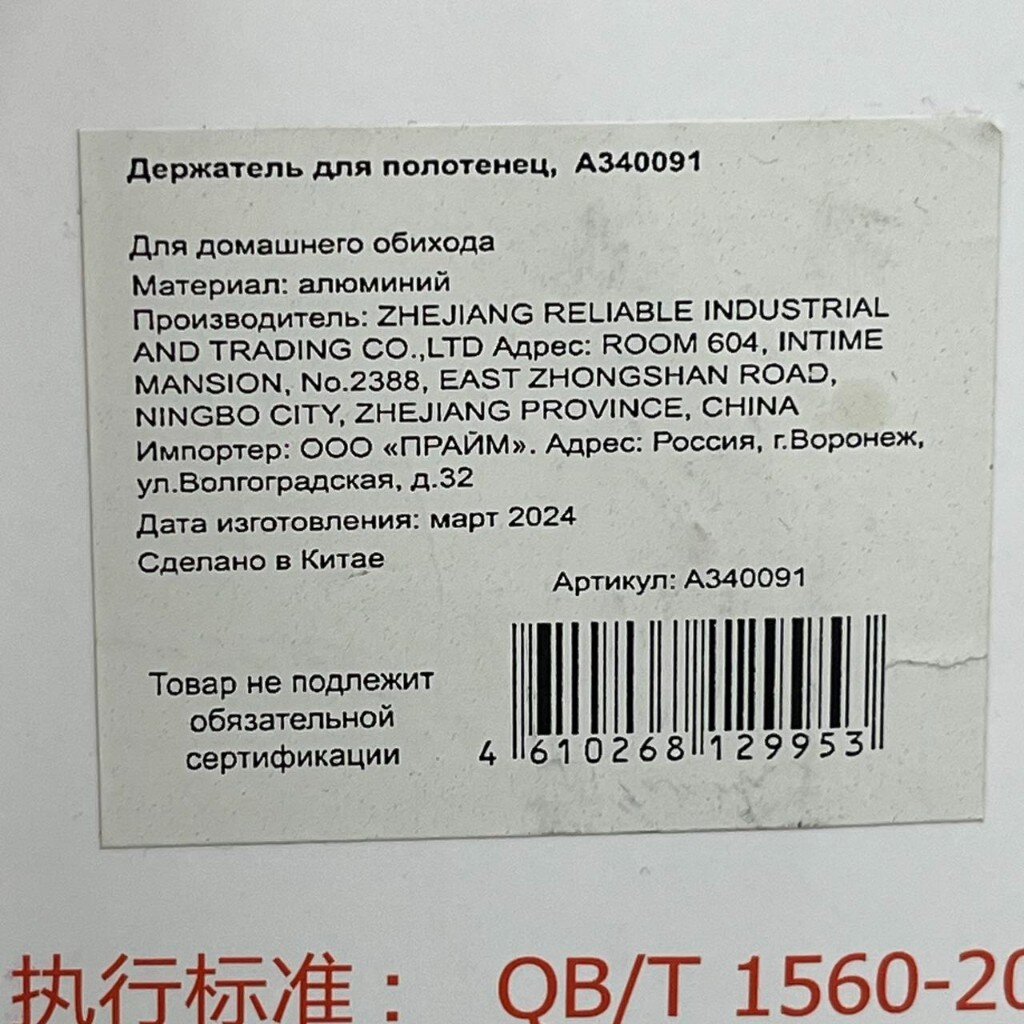 Держатель для полотенец, A340091
Для домашнего обихода
Материал: алюминий
Производитель: ZHEJIANG RELIABLE INDUSTRIAL
AND TRADING CO.,LTD Адрес: ROOM 604, INTIME
MANSION, No.2388, EAST ZHONGSHAN ROAD,
NINGBO CITY, ZHEJIANG PROVINCE, CHINA
Импортер: ООО «ПРАЙМ». Адрес: Россия, г.Воронеж,
ул.Волгоградская, д.32
Дата изготовления: март 2024
Сделано в Китае
Артикул: A340091
Товар не подлежит
обязательной
сертификации
4 610268 129953
执行标准： QB/T 1560-20